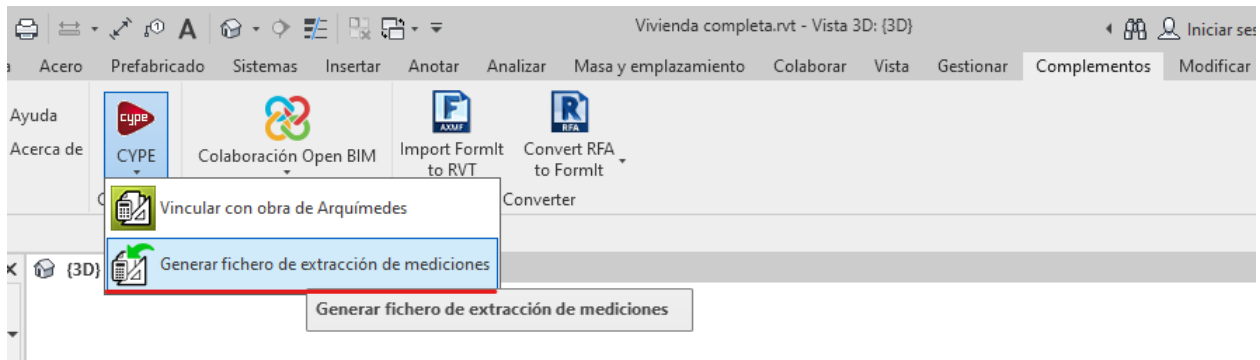 A
Vivienda completa.rvt - Vista 3D: {3D}
Iniciar ses
a Acero Prefabricado Sistemas Insertar Anotar Analizar Masa y emplazamiento Colaborar Vista Gestionar Complementos Modificar
Ayuda
Acerca de
cype
CYPE
Colaboración Open BIM
F
AXMF
Import FormIt
to RVT
R
RFA
Convert RFA
to FormIt
C
Converter
Vincular con obra de Arquímedes
{3D}
Generar fichero de extracción de mediciones
Generar fichero de extracción de mediciones